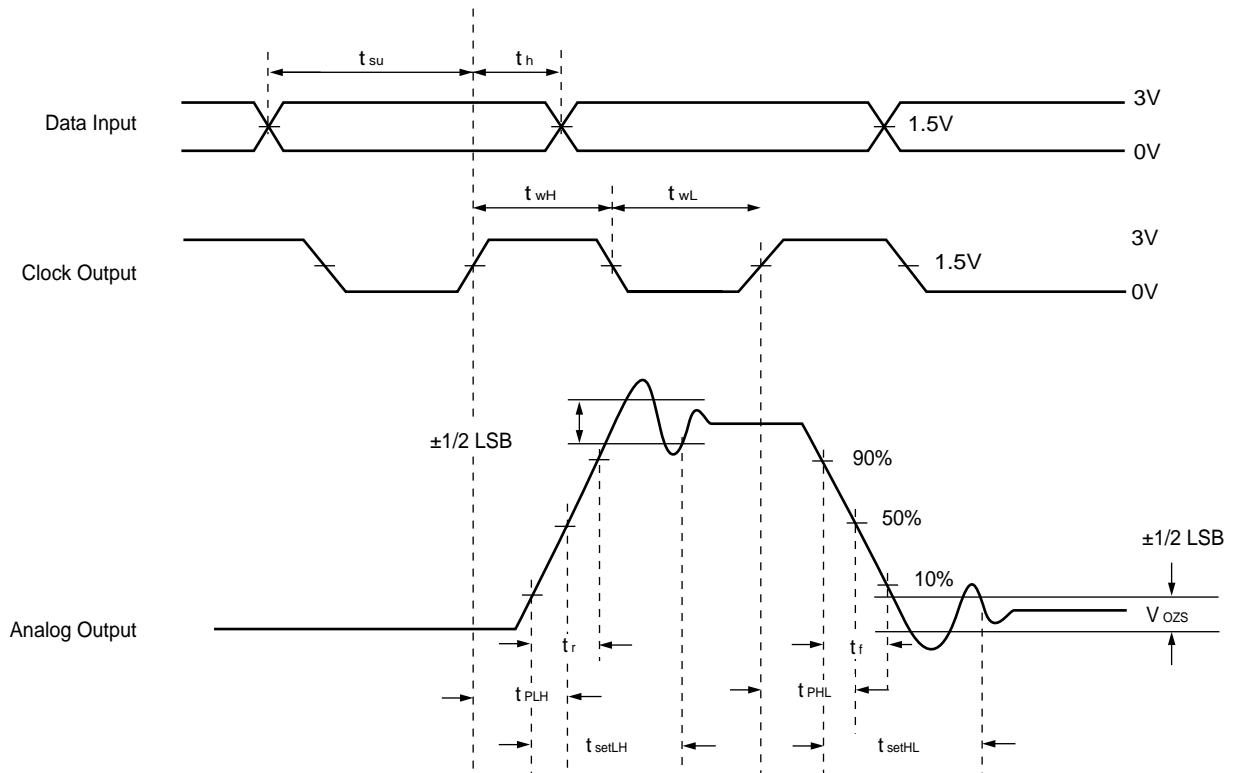 t su
t h
Data Input
3V
1.5V
0V
t wH
t wL
Clock Output
3V
1.5V
0V
±1/2 LSB
90%
50%
10%
±1/2 LSB
Analog Output
V OZS
t r
t f
t PLH
t PHL
t setLH
t setHL